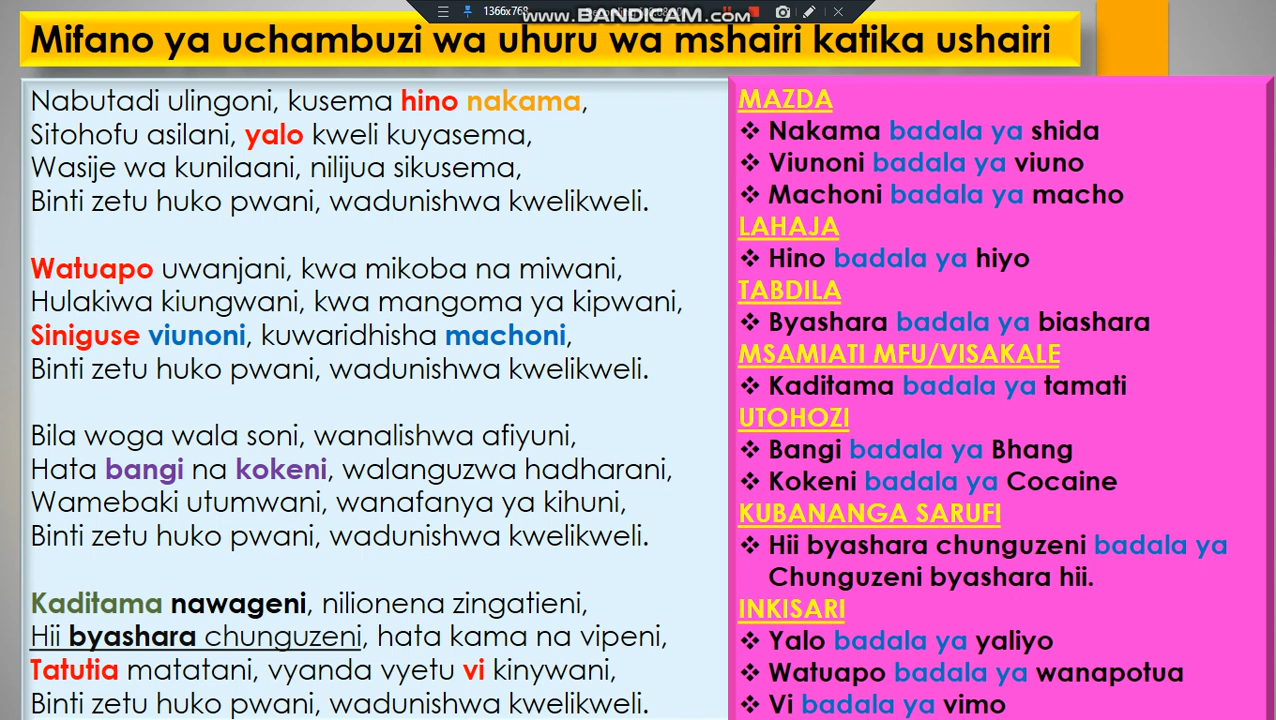 1366x768
www.BANDICAM.com
Mifano ya uchambuzi wa uhuru wa mshairi katika ushairi
Nabutadi ulingoni, kusema hino nakama,
Sitohofu asilani, yalo kweli kuyasema,
Wasije wa kunilaani, nilijua sikusema,
Binti zetu huko pwani, wadunishwa kwelikweli.
Watuapo uwanjani, kwa mikoba na miwani,
Hulakiwa kiungwani, kwa mangoma ya kipwani,
Siniguse viunoni, kuwaridhisha machoni,
Binti zetu huko pwani, wadunishwa kwelikweli.
Bila woga wala soni, wanalishwa afiyuni,
Hata bangi na kokeni, walanguzwa hadharani,
Wamebaki utumwani, wanafanya ya kihuni,
Binti zetu huko pwani, wadunishwa kwelikweli.
Kaditama nawageni, nilionena zingatieni,
Hii byashara chunguzeni, hata kama na vipeni,
Tatutia matatani, vyanda vyetu vi kinywani,
Binti zetu huko pwani, wadunishwa kwelikweli.
MAZDA
❖ Nakama badala ya shida
❖ Viunoni badala ya viuno
❖ Machoni badala ya macho
LAHAJA
❖ Hino badala ya hiyo
TABDILA
❖ Byashara badala ya biashara
MSAMIATI MFU/VISAKALE
❖ Kaditama badala ya tamati
UTOHOZI
❖ Bangi badala ya Bhang
❖ Kokeni badala ya Cocaine
KUBANANGA SARUFI
❖ Hii byashara chunguzeni badala ya
Chunguzeni byashara hii.
INKISARI
❖ Yalo badala ya yaliyo
❖ Watuapo badala ya wanapotua
❖ Vi badala ya vimo